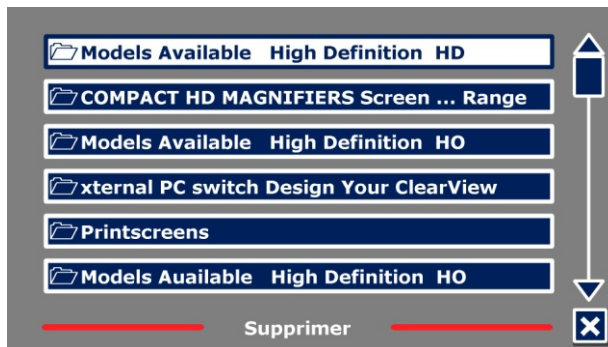 Models Available High Definition HD
COMPACT HD MAGNIFIERS Screen ... Range
Models Available High Definition HO
xternal PC switch Design Your ClearView
Printscreens
Models Auailable High Definition HO
Supprimer